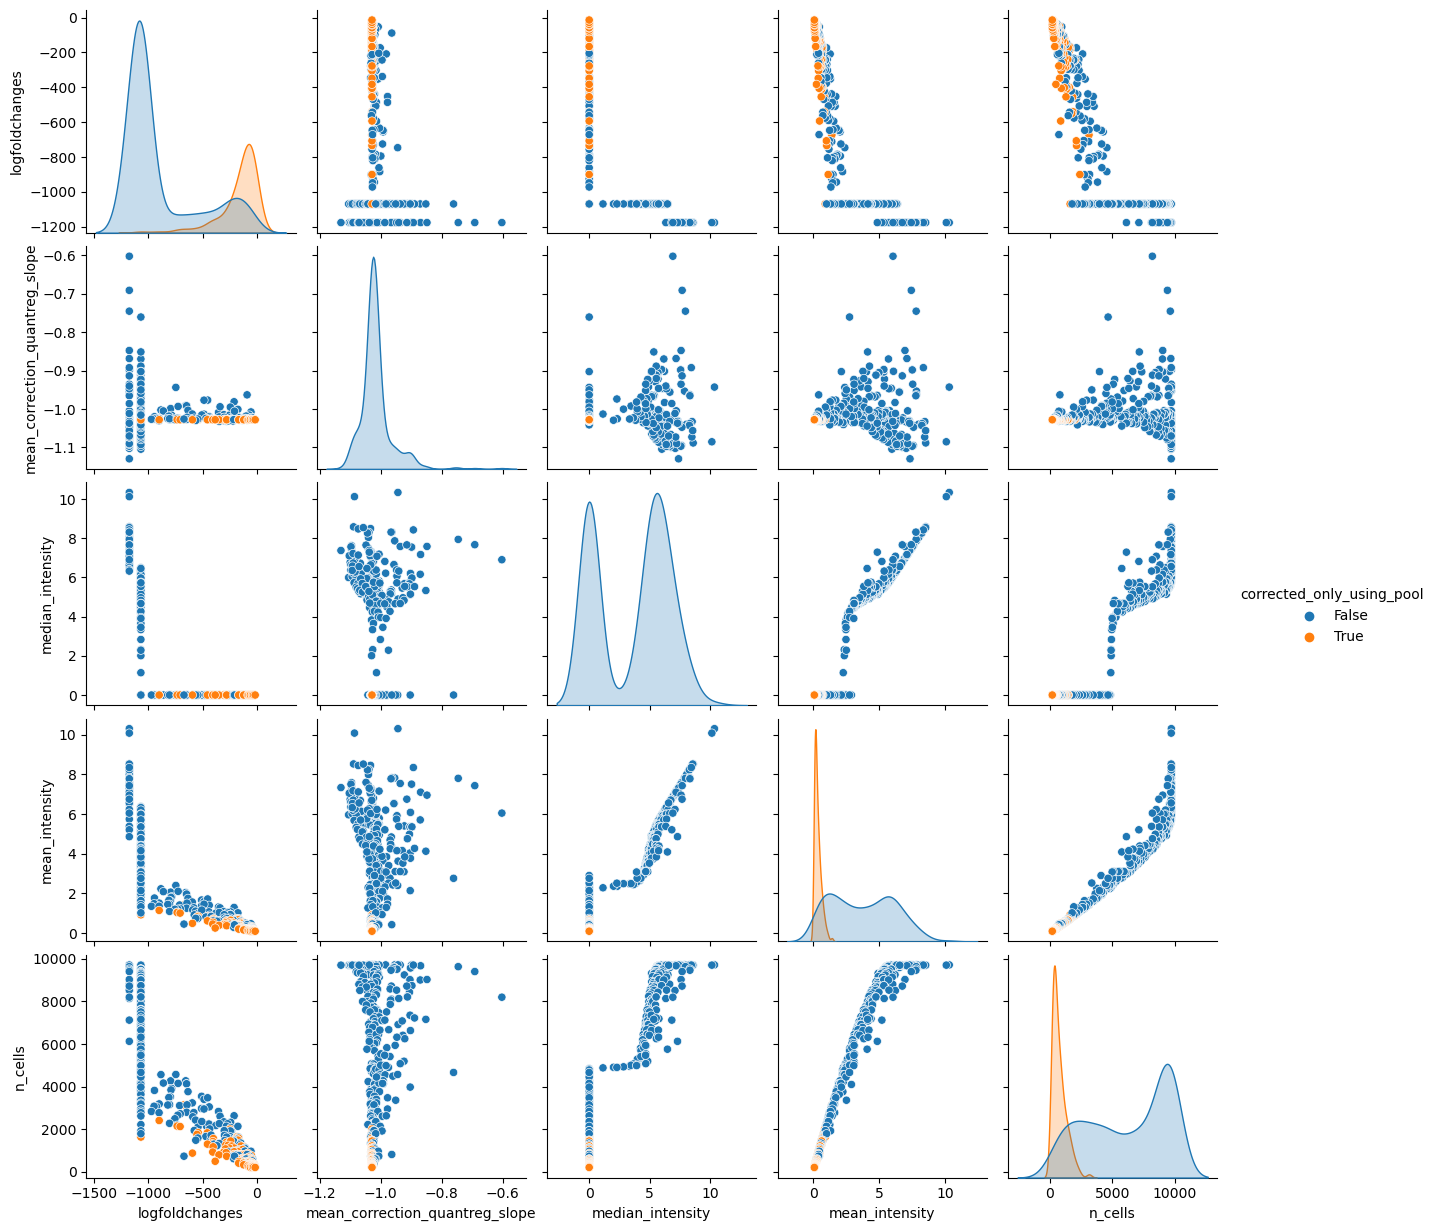 0
−200
−400
−600
−800
−1000
−1200
logfoldchanges
−0.6
−0.7
−0.8
−0.9
−1.0
−1.1
mean_correction_quantreg_slope
10
8
6
4
2
0
median_intensity
corrected_only_using_pool
False
True
10
8
6
4
2
0
mean_intensity
10000
8000
6000
4000
2000
0
n_cells
−1500 −1000 −500 0
logfoldchanges
−1.2 −1.0 −0.8 −0.6
mean_correction_quantreg_slope
0 5 10
median_intensity
0 5 10
mean_intensity
0 5000 10000
n_cells